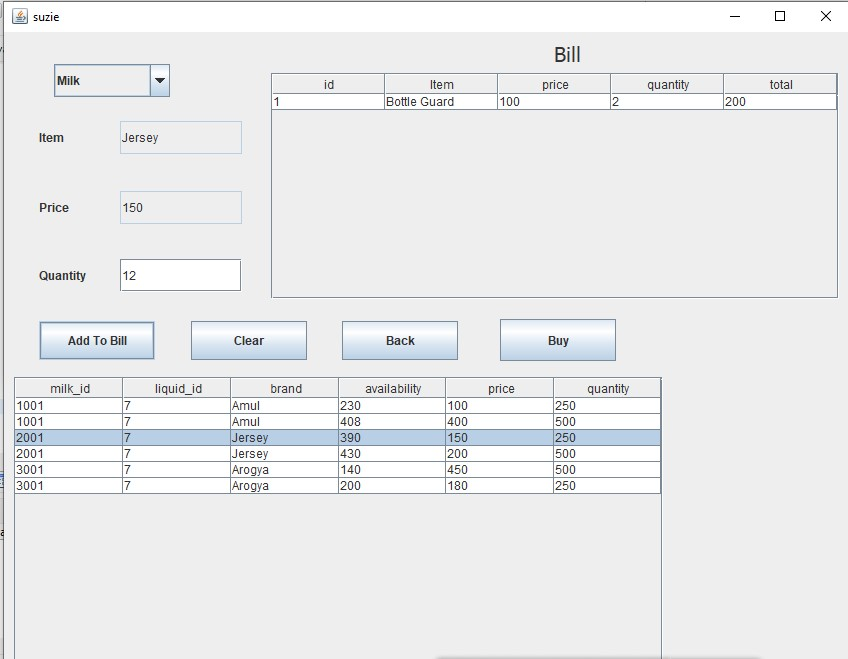 suzie
Bill
Milk
id Item price quantity total
1 Bottle Guard 100 2 200
Item Jersey
Price 150
Quantity 12
Add To Bill Clear Back Buy
milk_id liquid_id brand availability price quantity
1001 7 Amul 230 100 250
1001 7 Amul 408 400 500
2001 7 Jersey 390 150 250
2001 7 Jersey 430 200 500
3001 7 Arogya 140 450 500
3001 7 Arogya 200 180 250